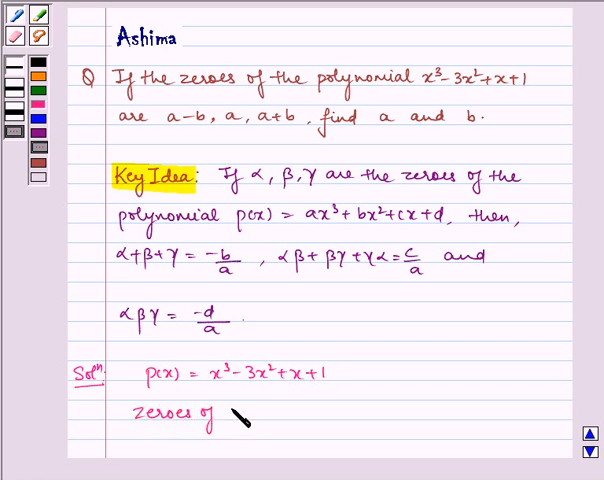 Ashima
Q If the zeroes of the polynomial x³-3x²+x+1
are a-b, a, a+b, find a and b.
Key Idea: If α, β, γ are the zeroes of the
polynomial p(x) = ax³+bx²+cx+d, then,
α+β+γ = -b/a , αβ+βγ+γα = c/a and
αβγ = -d/a .
Solⁿ: p(x) = x³-3x²+x+1
zeroes of